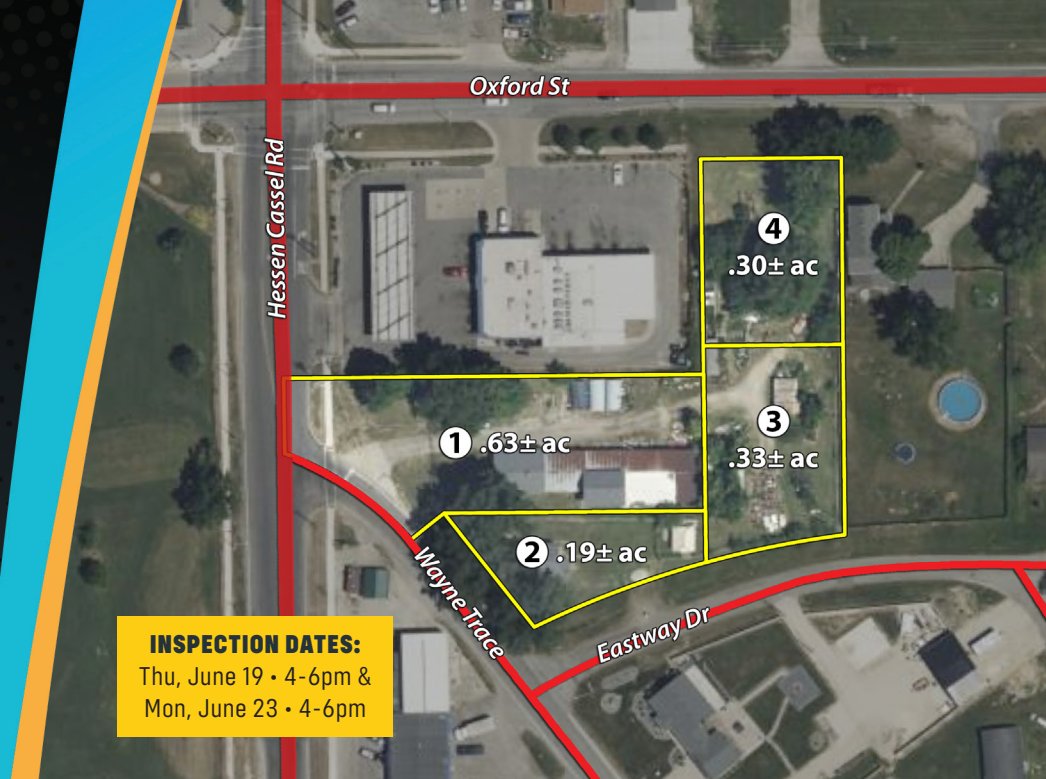 Oxford St
Hessen Cassel Rd
4
.30± ac
3
.33± ac
1 .63± ac
2 .19± ac
Wayne Trace
Eastway Dr
INSPECTION DATES:
Thu, June 19 • 4-6pm &
Mon, June 23 • 4-6pm